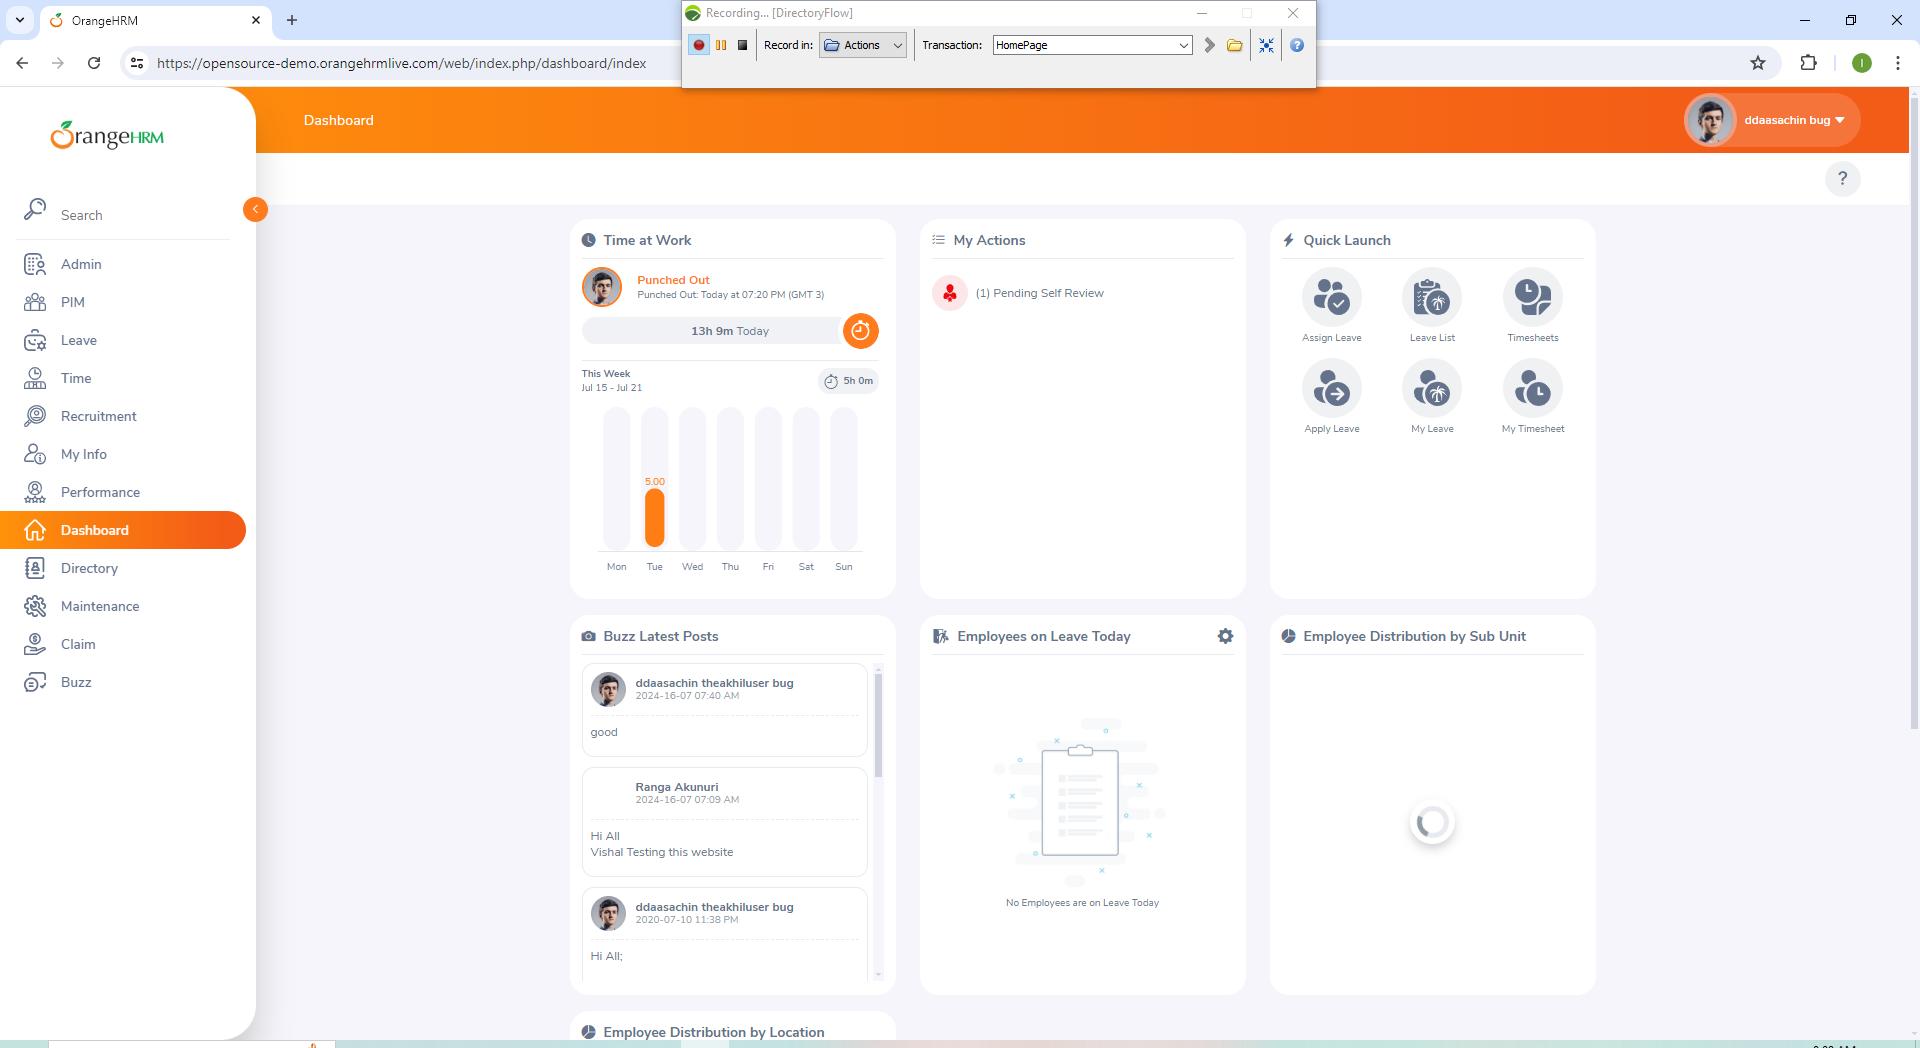 OrangeHRM
Recording... [DirectoryFlow]
Record in:
Actions
Transaction:
HomePage
https://opensource-demo.orangehrmlive.com/web/index.php/dashboard/index
OrangeHRM
Dashboard
ddaasachin bug
?
Search
Admin
PIM
Leave
Time
Recruitment
My Info
Performance
Dashboard
Directory
Maintenance
Claim
Buzz
Time at Work
Punched Out
Punched Out: Today at 07:20 PM (GMT 3)
13h 9m Today
This Week
Jul 15 - Jul 21
5h 0m
5.00
Mon Tue Wed Thu Fri Sat Sun
My Actions
(1) Pending Self Review
Quick Launch
Assign Leave
Leave List
Timesheets
Apply Leave
My Leave
My Timesheet
Buzz Latest Posts
ddaasachin theakhiluser bug
2024-16-07 07:40 AM
good
Ranga Akunuri
2024-16-07 07:09 AM
Hi All
Vishal Testing this website
ddaasachin theakhiluser bug
2020-07-10 11:38 PM
Hi All;
Employees on Leave Today
No Employees are on Leave Today
Employee Distribution by Sub Unit
Employee Distribution by Location